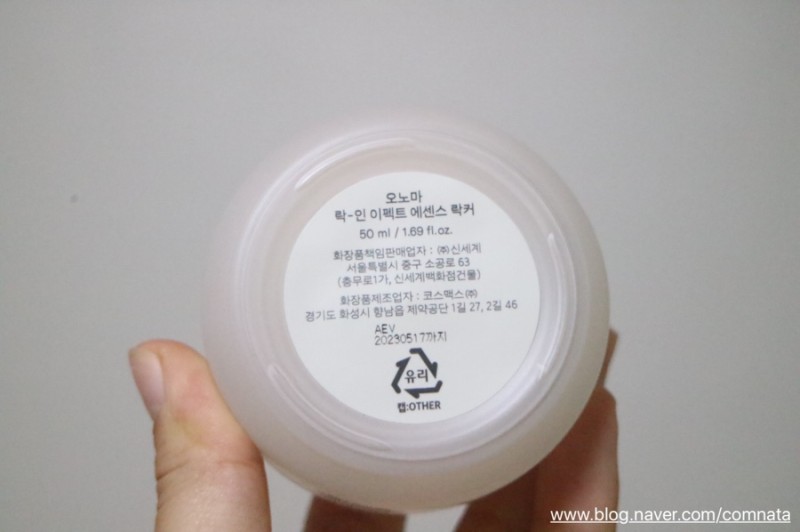 오노마
락-인 이펙트 에센스 락커
50 ml / 1.69 fl.oz.
화장품책임판매업자 : ㈜신세계
서울특별시 중구 소공로 63
(충무로1가, 신세계백화점건물)
화장품제조업자 : 코스맥스㈜
경기도 화성시 향남읍 제약공단 1길 27, 2길 46
AEV
20230517까지
유리
캡:OTHER
www.blog.naver.com/comnata